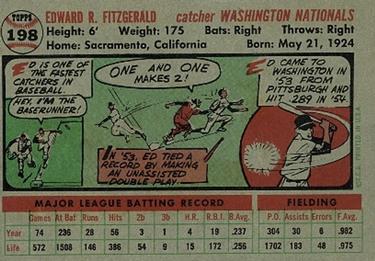 TOPPS
198
EDWARD R. FITZGERALD catcher WASHINGTON NATIONALS
Height: 6' Weight: 175 Bats: Right Throws: Right
Home: Sacramento, California Born: May 21, 1924
ED IS ONE OF THE FASTEST CATCHERS IN BASEBALL.
HEY, I'M THE BASERUNNER!
ONE AND ONE MAKES 2!
IN '53, ED TIED A RECORD BY MAKING AN UNASSISTED DOUBLE PLAY
ED CAME TO WASHINGTON IN '53 FROM PITTSBURGH AND HIT .289 IN '54.
©T.C.G. PRINTED IN U.S.A.
MAJOR LEAGUE BATTING RECORD FIELDING
Games At Bat Runs Hits 2b 3b H.R. R.B.I. B.Avg. P.O. Assists Errors F.Avg.
Year 74 236 28 56 3 1 4 19 .237 304 30 6 .982
Life 572 1508 146 386 54 9 15 172 .256 1702 183 48 .975